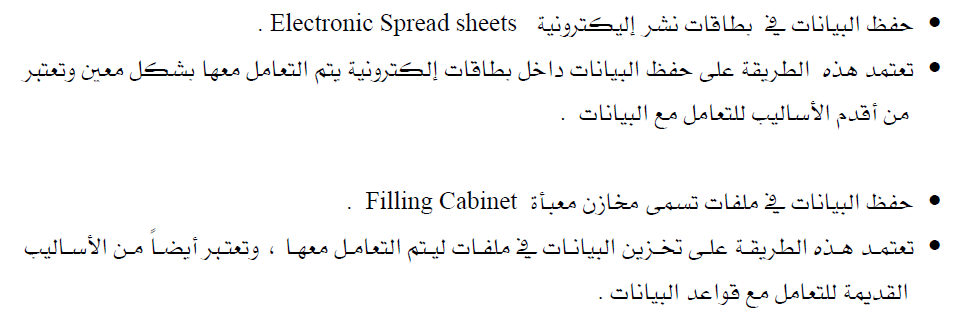 • حفظ البيانات في بطاقات نشر إليكترونية Electronic Spread sheets .
• تعتمد هذه الطريقة على حفظ البيانات داخل بطاقات إلكترونية يتم التعامل معها بشكل معين وتعتبر
من أقدم الأساليب للتعامل مع البيانات .
• حفظ البيانات في ملفات تسمى مخازن معبأة Filling Cabinet .
• تعتمد هذه الطريقة على تخزين البيانات في ملفات ليتم التعامل معها ، وتعتبر أيضاً من الأساليب
القديمة للتعامل مع قواعد البيانات .